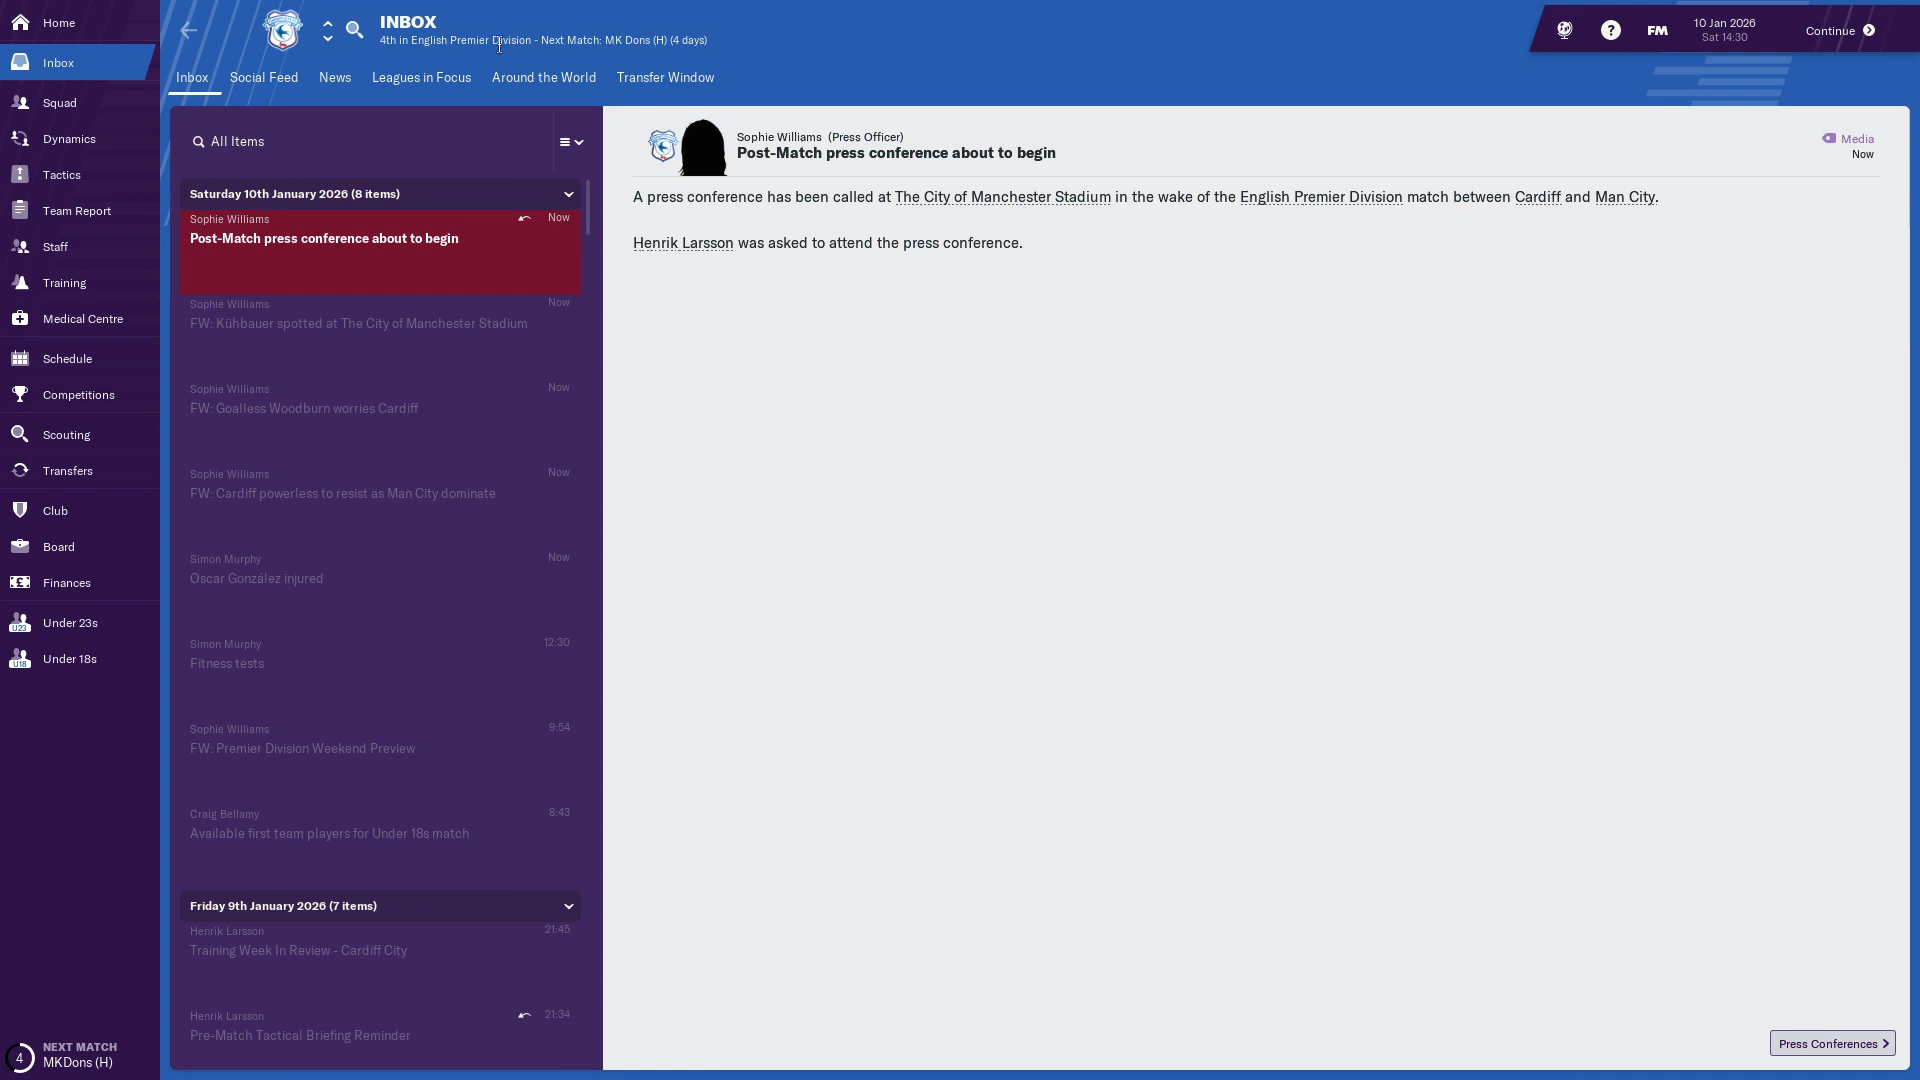 Home
Inbox
Squad
Dynamics
Tactics
Team Report
Staff
Training
Medical Centre
Schedule
Competitions
Scouting
Transfers
Club
Board
Finances
U23
Under 23s
U18
Under 18s
4
NEXT MATCH
MKDons (H)
INBOX
4th in English Premier Division - Next Match: MK Dons (H) (4 days)
FM
10 Jan 2026
Sat 14:30
Continue
Inbox
Social Feed
News
Leagues in Focus
Around the World
Transfer Window
All Items
Saturday 10th January 2026 (8 items)
Sophie Williams
Now
Post-Match press conference about to begin
Sophie Williams
Now
FW: Kühbauer spotted at The City of Manchester Stadium
Sophie Williams
Now
FW: Goalless Woodburn worries Cardiff
Sophie Williams
Now
FW: Cardiff powerless to resist as Man City dominate
Simon Murphy
Now
Oscar González injured
Simon Murphy
12:30
Fitness tests
Sophie Williams
9:54
FW: Premier Division Weekend Preview
Craig Bellamy
8:43
Available first team players for Under 18s match
Friday 9th January 2026 (7 items)
Henrik Larsson
21:45
Training Week In Review - Cardiff City
Henrik Larsson
21:34
Pre-Match Tactical Briefing Reminder
Sophie Williams (Press Officer)
Post-Match press conference about to begin
Media
Now
A press conference has been called at The City of Manchester Stadium in the wake of the English Premier Division match between Cardiff and Man City.
Henrik Larsson was asked to attend the press conference.
Press Conferences